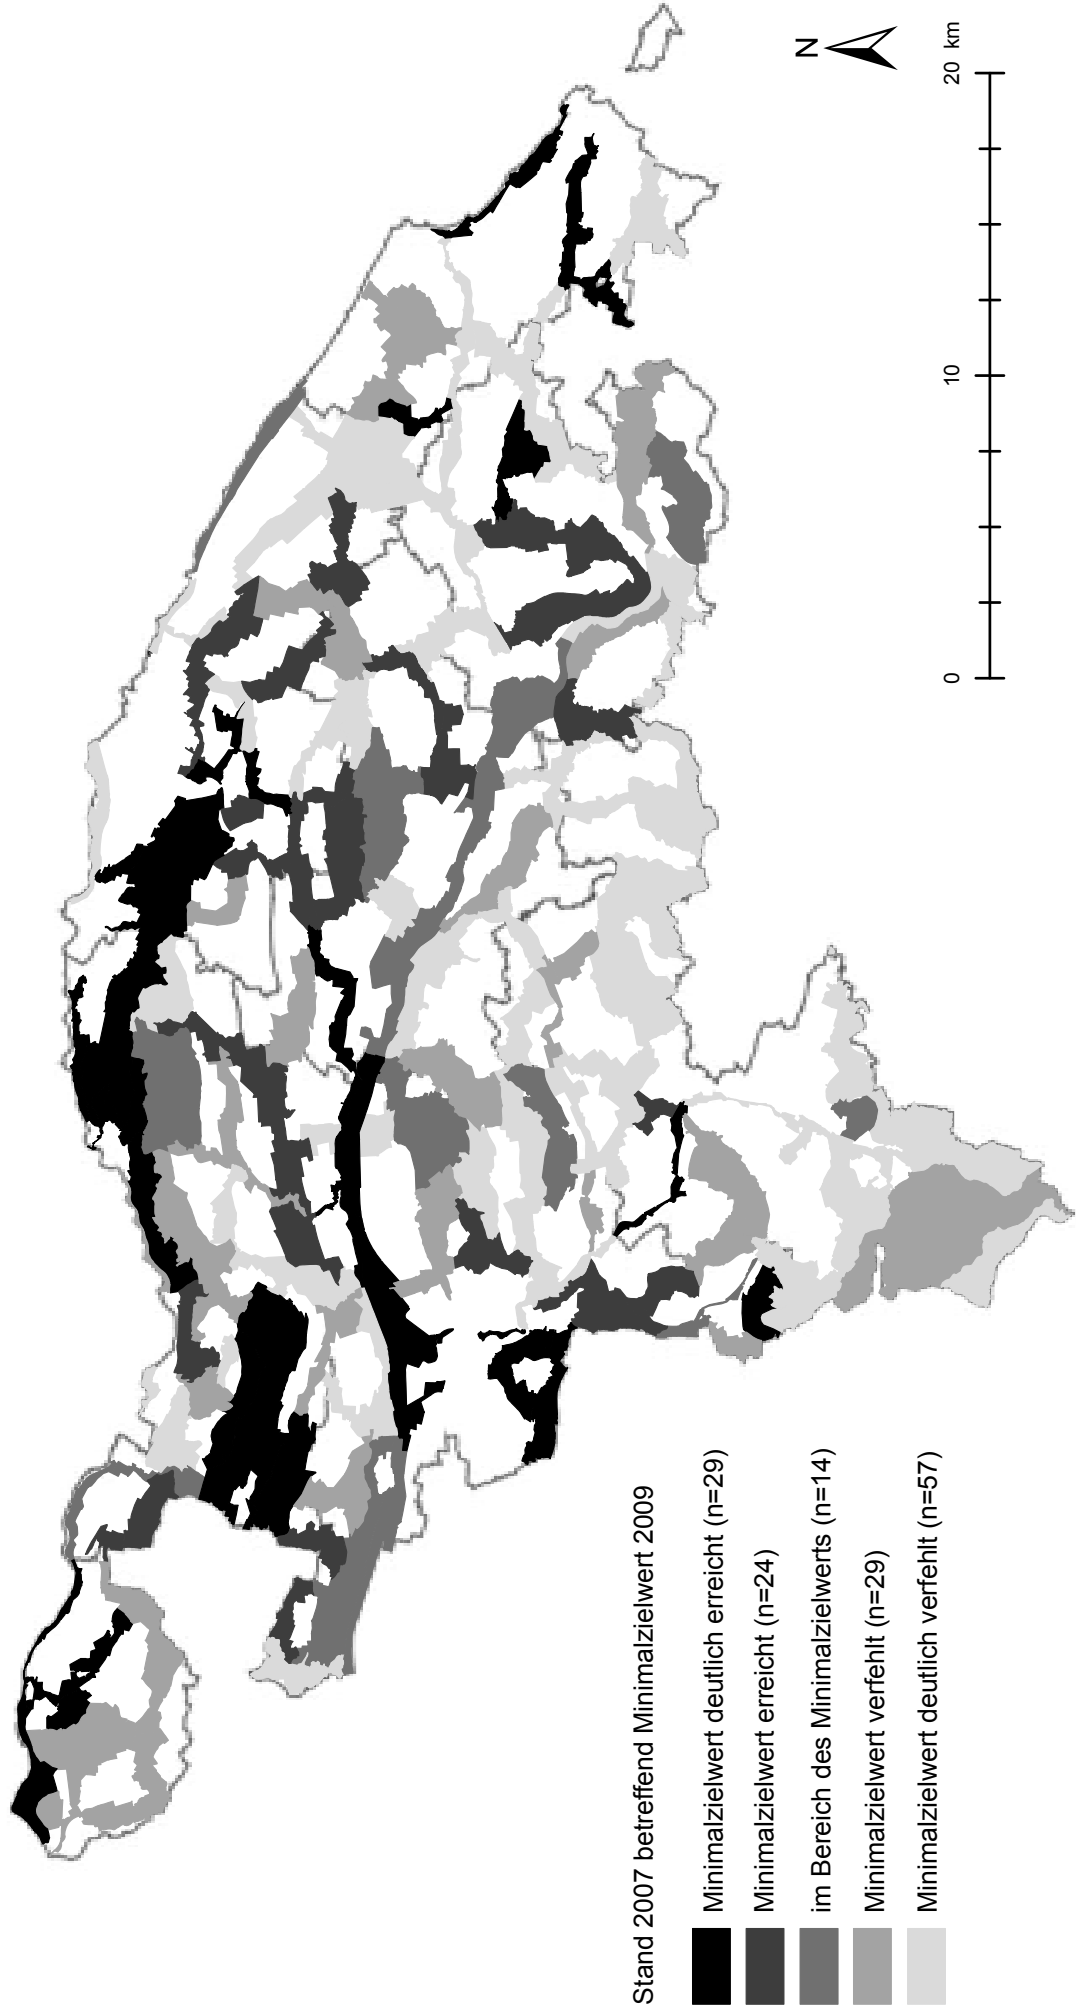 Stand 2007 betreffend Minimalzielwert 2009
Minimalzielwert deutlich erreicht (n=29)
Minimalzielwert erreicht (n=24)
im Bereich des Minimalzielwerts (n=14)
Minimalzielwert verfehlt (n=29)
Minimalzielwert deutlich verfehlt (n=57)
0 10 20 km
N